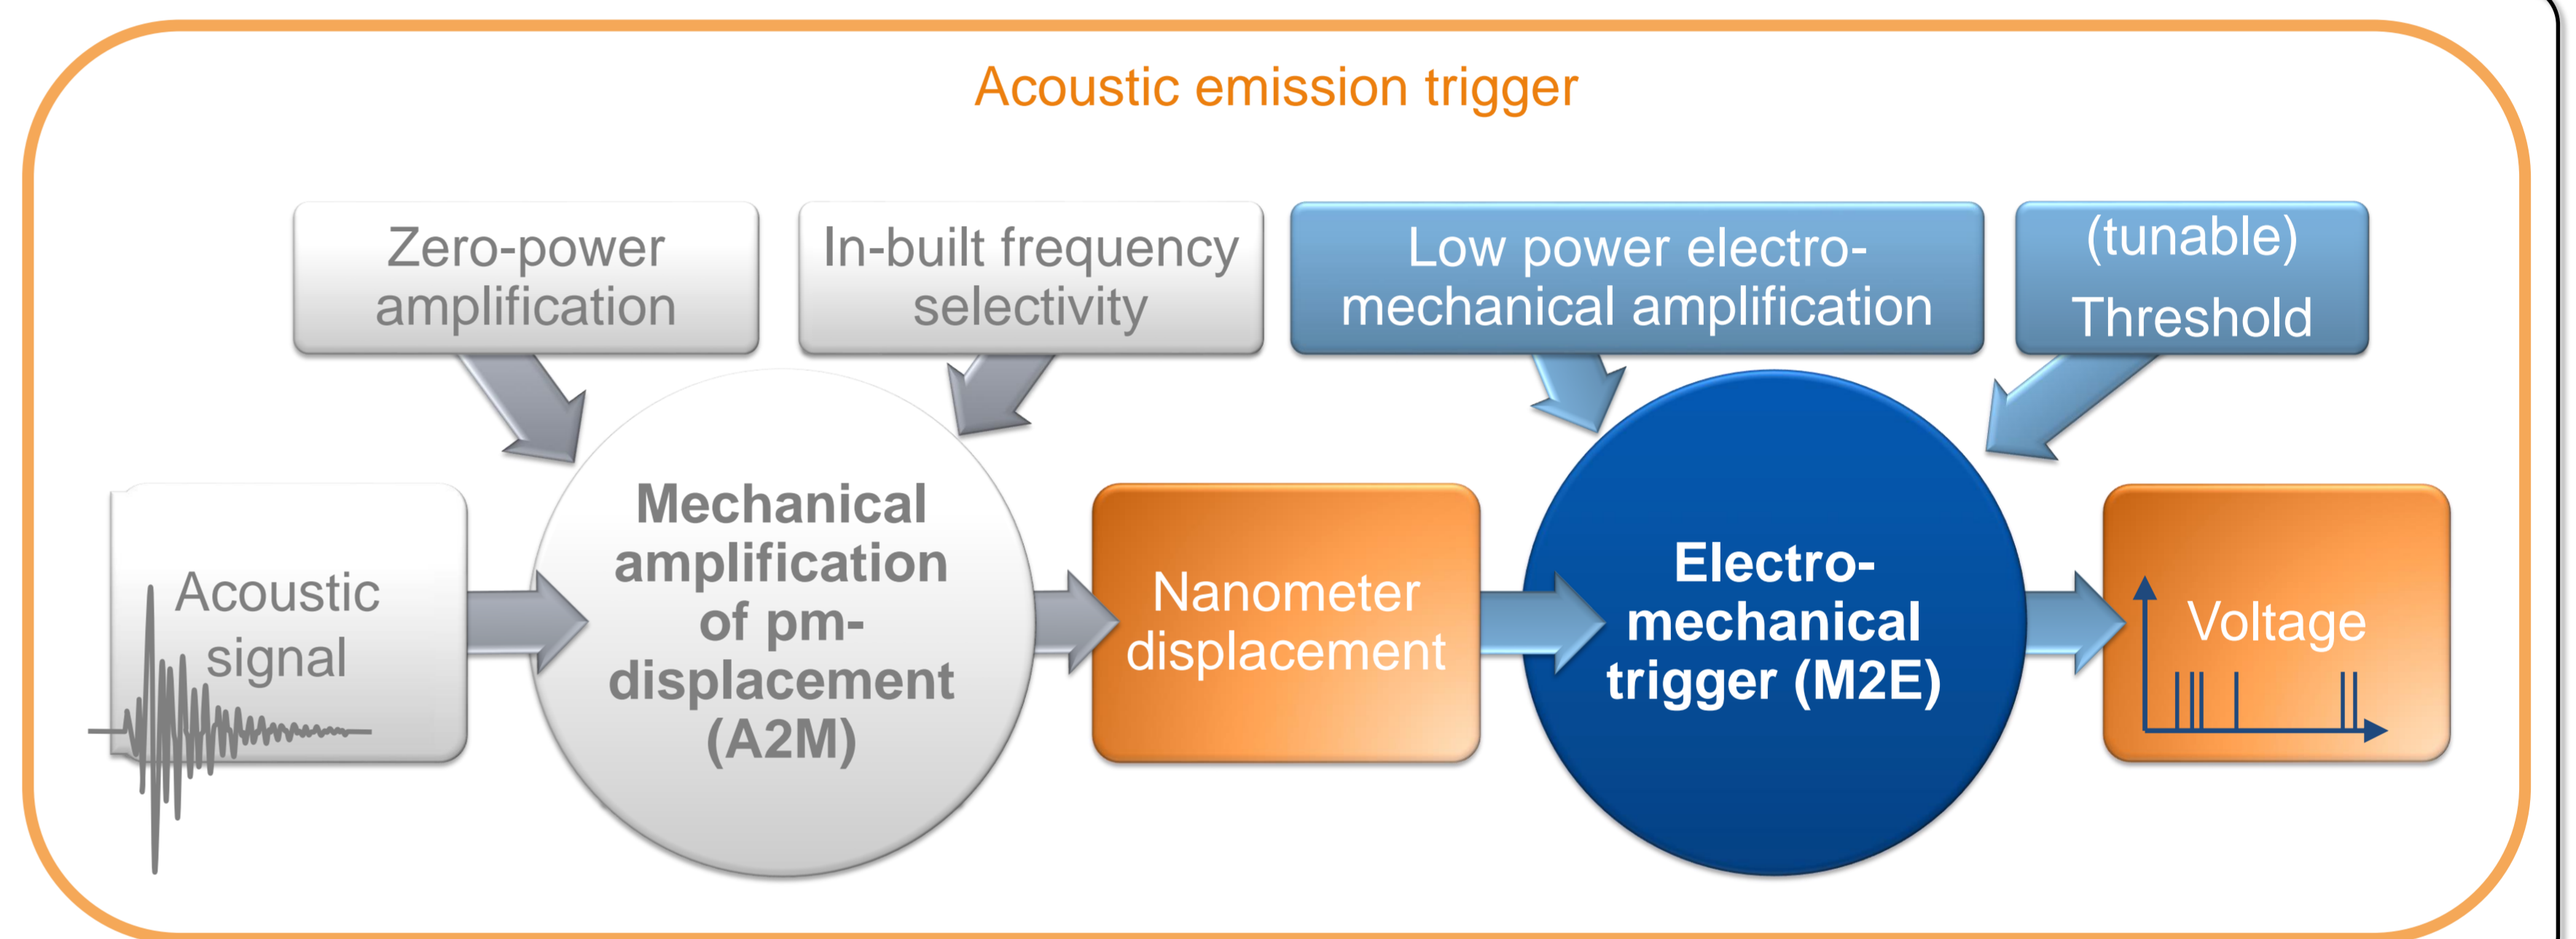 Acoustic emission trigger
Zero-power
amplification
In-built frequency
selectivity
Low power electro-
mechanical amplification
(tunable)
Threshold
Acoustic
signal
Mechanical
amplification
of pm-
displacement
(A2M)
Nanometer
displacement
Electro-
mechanical
trigger (M2E)
Voltage